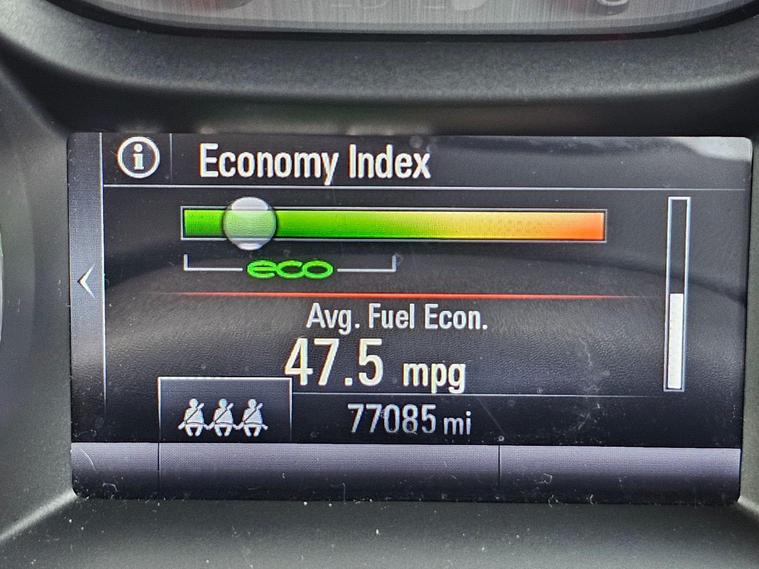 i Economy Index
eco
Avg. Fuel Econ.
47.5 mpg
77085 mi